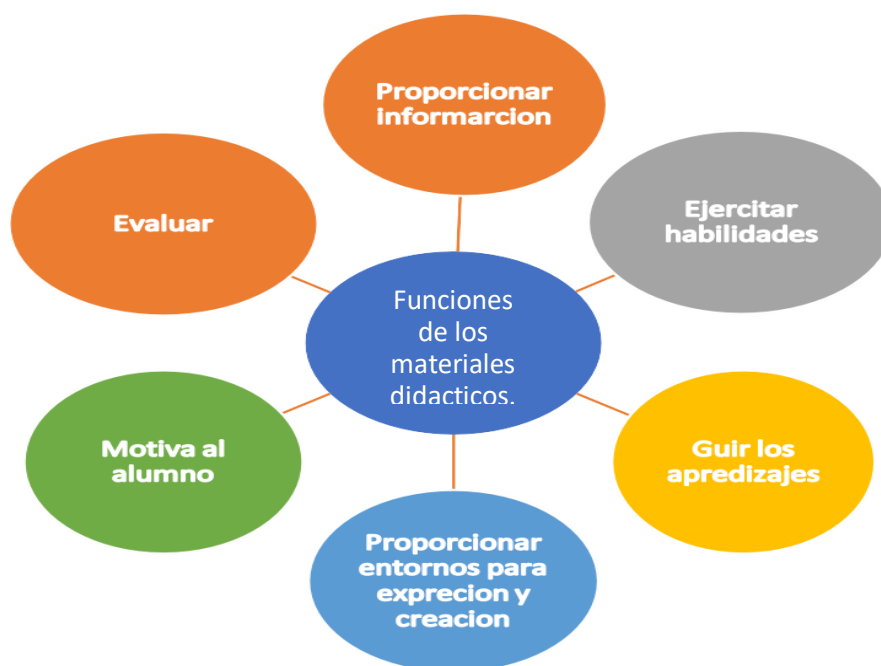 Proporcionar
informarcion
Ejercitar
habilidades
Evaluar
Funciones
de los
materiales
didacticos.
Motiva al
alumno
Guir los
apredizajes
Proporcionar
entornos para
exprecion y
creacion